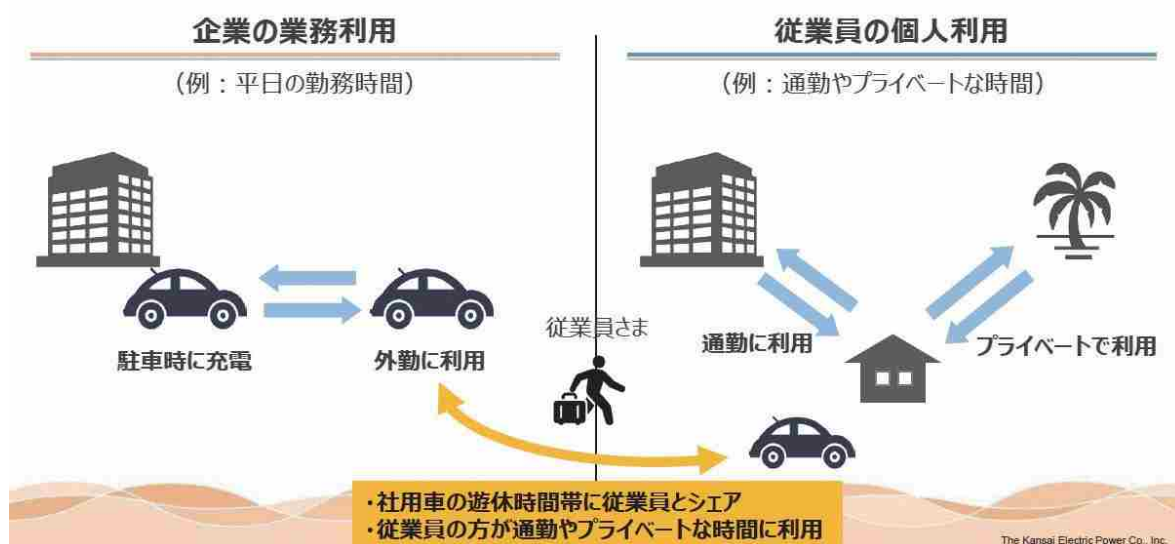 企業の業務利用
（例：平日の勤務時間）
駐車時に充電
外勤に利用
従業員さま
従業員の個人利用
（例：通勤やプライベートな時間）
通勤に利用
プライベートで利用
・社用車の遊休時間帯に従業員とシェア
・従業員の方が通勤やプライベートな時間に利用
The Kansai Electric Power Co., Inc.